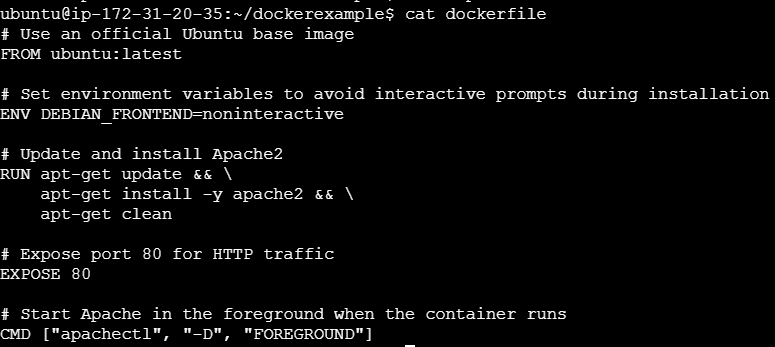 ubuntu@ip-172-31-20-35:~/dockerexample$ cat dockerfile
# Use an official Ubuntu base image
FROM ubuntu:latest
# Set environment variables to avoid interactive prompts during installation
ENV DEBIAN_FRONTEND=noninteractive
# Update and install Apache2
RUN apt-get update && \
    apt-get install -y apache2 && \
    apt-get clean
# Expose port 80 for HTTP traffic
EXPOSE 80
# Start Apache in the foreground when the container runs
CMD ["apachectl", "-D", "FOREGROUND"]